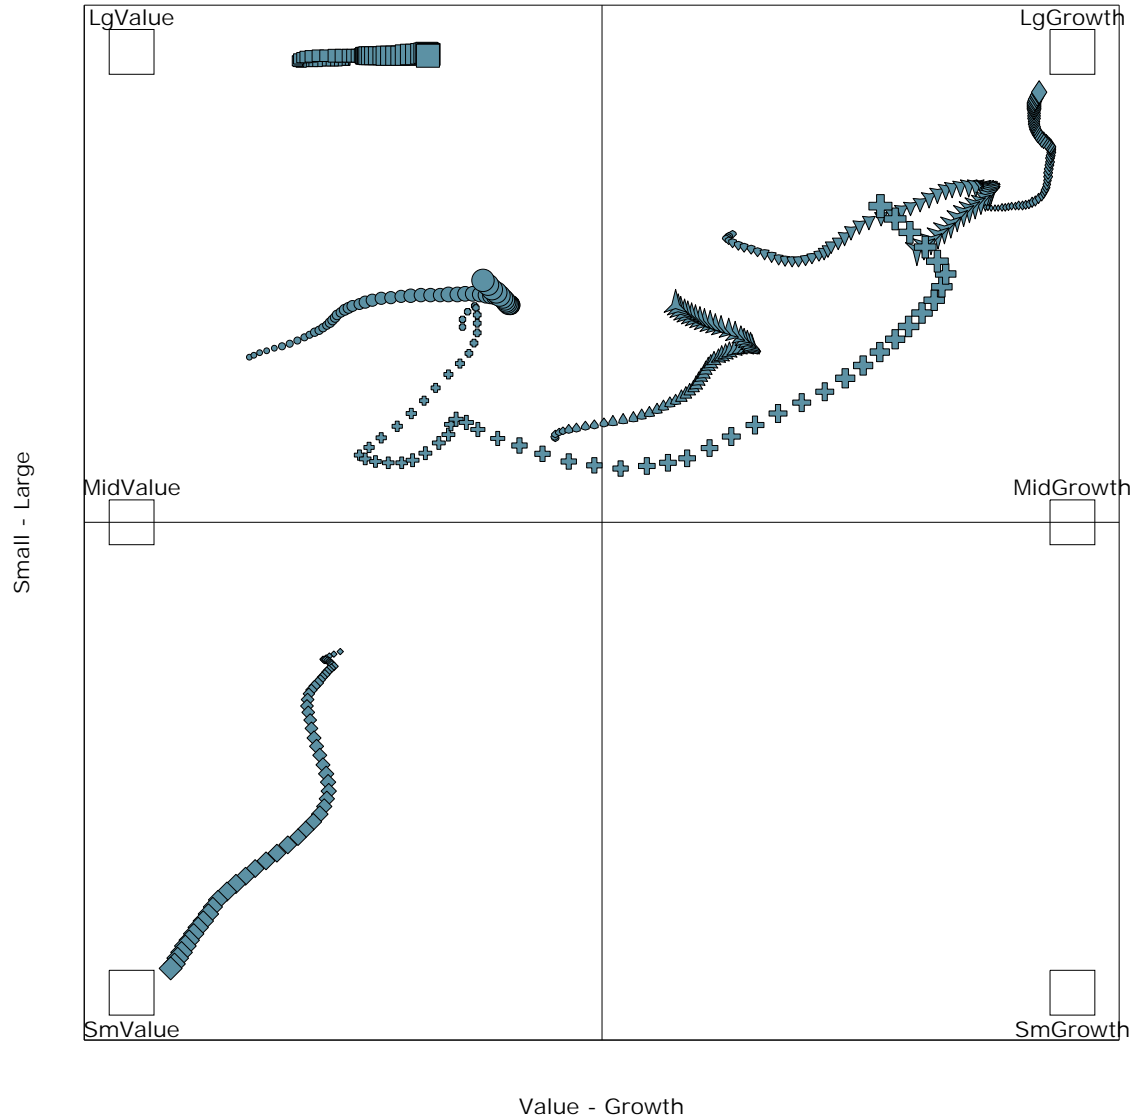 LgValue
LgGrowth
MidValue
MidGrowth
SmValue
SmGrowth
Small - Large
Value - Growth